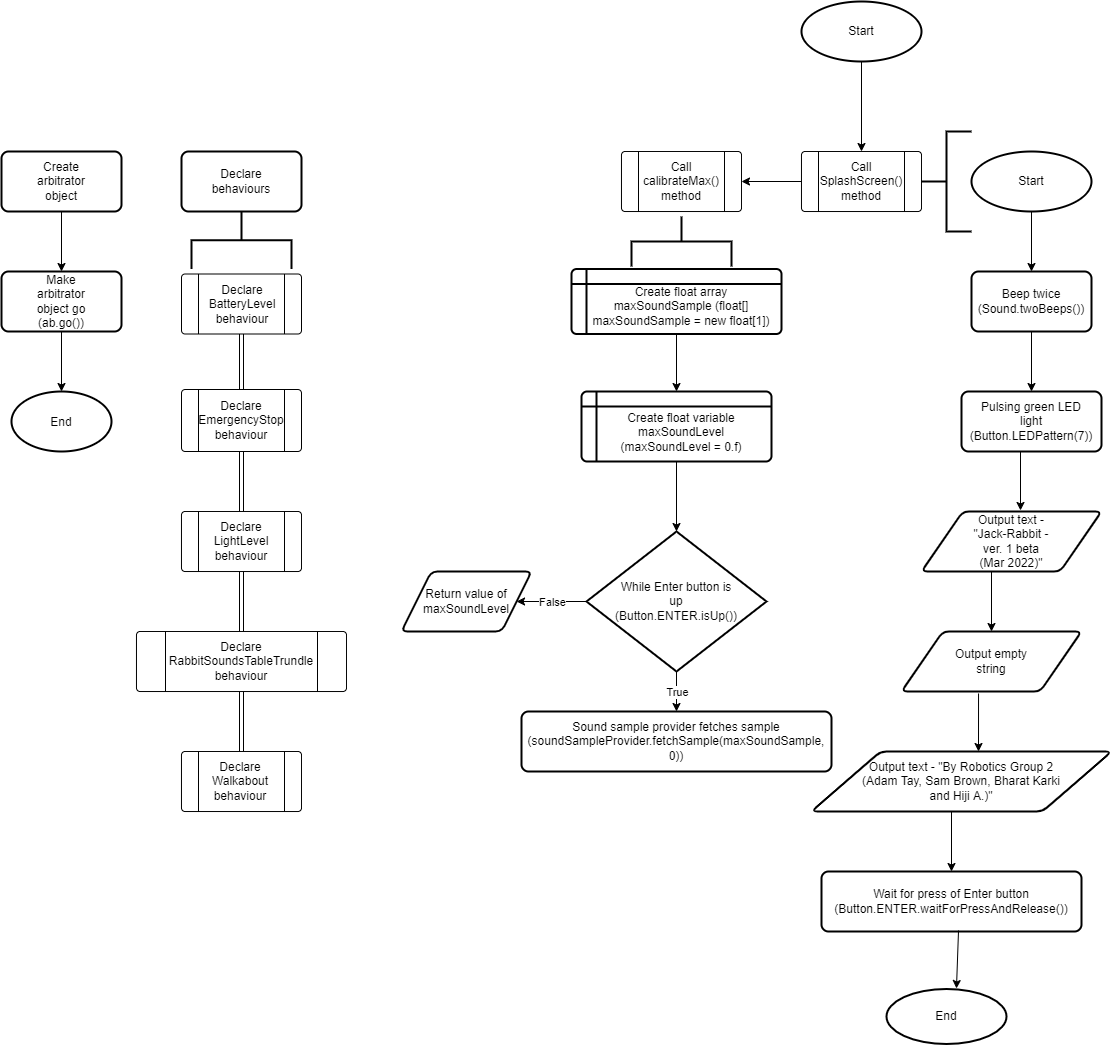 Start
Create
arbitrator
object
Make
arbitrator
object go
(ab.go())
End
Declare
behaviours
Declare
BatteryLevel
behaviour
Declare
EmergencyStop
behaviour
Declare
LightLevel
behaviour
Declare
RabbitSoundsTableTrundle
behaviour
Declare
Walkabout
behaviour
Call
calibrateMax()
method
Create float array
maxSoundSample (float[]
maxSoundSample = new float[1])
Create float variable
maxSoundLevel
(maxSoundLevel = 0.f)
While Enter button is
up
(Button.ENTER.isUp())
False
Return value of
maxSoundLevel
True
Sound sample provider fetches sample
(soundSampleProvider.fetchSample(maxSoundSample,
0))
Call
SplashScreen()
method
Start
Beep twice
(Sound.twoBeeps())
Pulsing green LED
light
(Button.LEDPattern(7))
Output text -
"Jack-Rabbit -
ver. 1 beta
(Mar 2022)"
Output empty
string
Output text - "By Robotics Group 2
(Adam Tay, Sam Brown, Bharat Karki
and Hiji A.)"
Wait for press of Enter button
(Button.ENTER.waitForPressAndRelease())
End